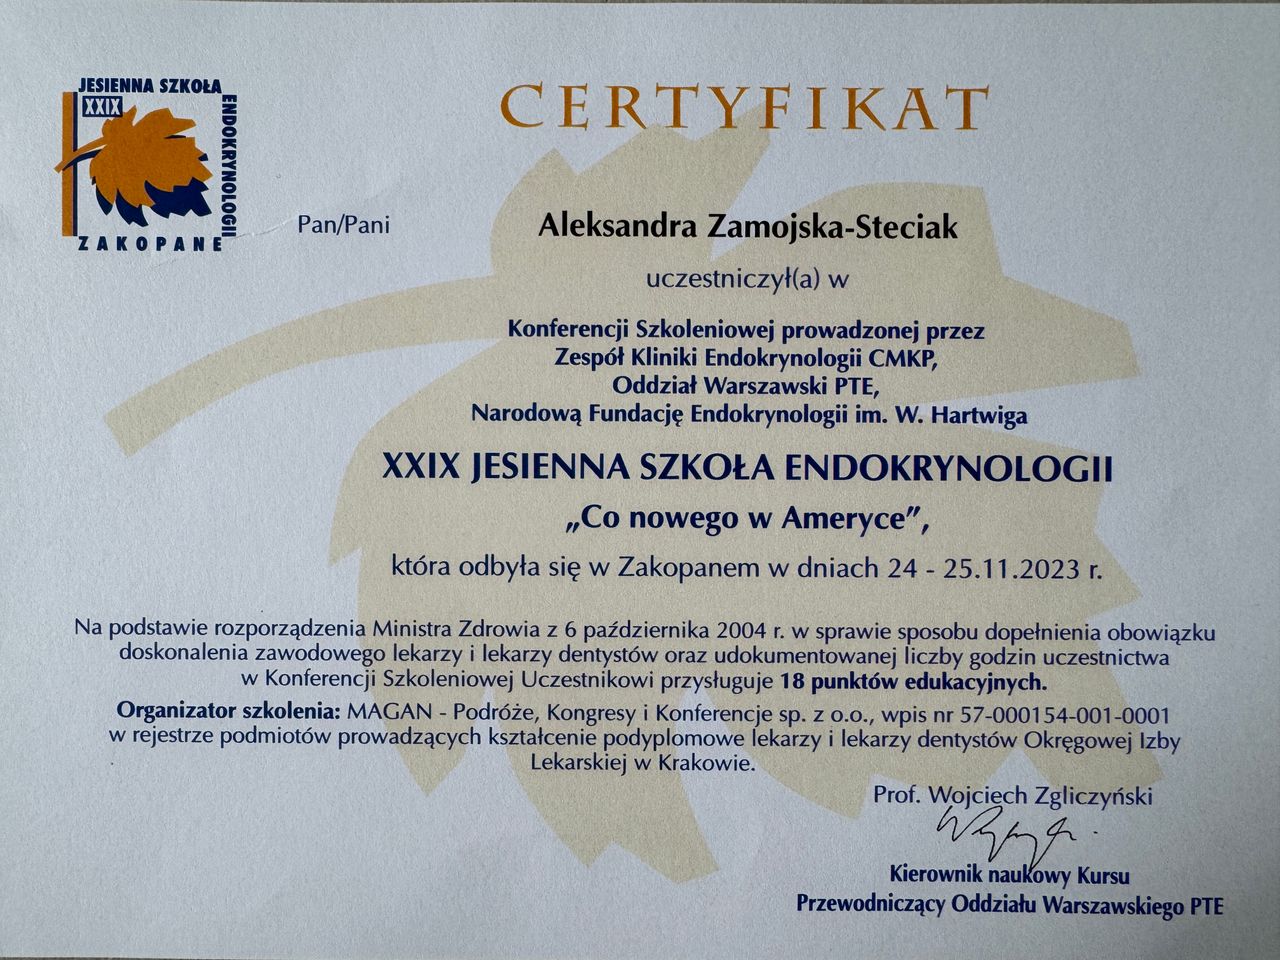 JESIENNA SZKOŁA
XXIX
ENDOKRYNOLOGII
ZAKOPANE
CERTYFIKAT
Pan/Pani Aleksandra Zamojska-Steciak
uczestniczył(a) w
Konferencji Szkoleniowej prowadzonej przez
Zespół Kliniki Endokrynologii CMKP,
Oddział Warszawski PTE,
Narodową Fundację Endokrynologii im. W. Hartwiga
XXIX JESIENNA SZKOŁA ENDOKRYNOLOGII
„Co nowego w Ameryce”,
która odbyła się w Zakopanem w dniach 24 - 25.11.2023 r.
Na podstawie rozporządzenia Ministra Zdrowia z 6 października 2004 r. w sprawie sposobu dopełnienia obowiązku
doskonalenia zawodowego lekarzy i lekarzy dentystów oraz udokumentowanej liczby godzin uczestnictwa
w Konferencji Szkoleniowej Uczestnikowi przysługuje 18 punktów edukacyjnych.
Organizator szkolenia: MAGAN - Podróże, Kongresy i Konferencje sp. z o.o., wpis nr 57-000154-001-0001
w rejestrze podmiotów prowadzących kształcenie podyplomowe lekarzy i lekarzy dentystów Okręgowej Izby
Lekarskiej w Krakowie.
Prof. Wojciech Zgliczyński
Kierownik naukowy Kursu
Przewodniczący Oddziału Warszawskiego PTE